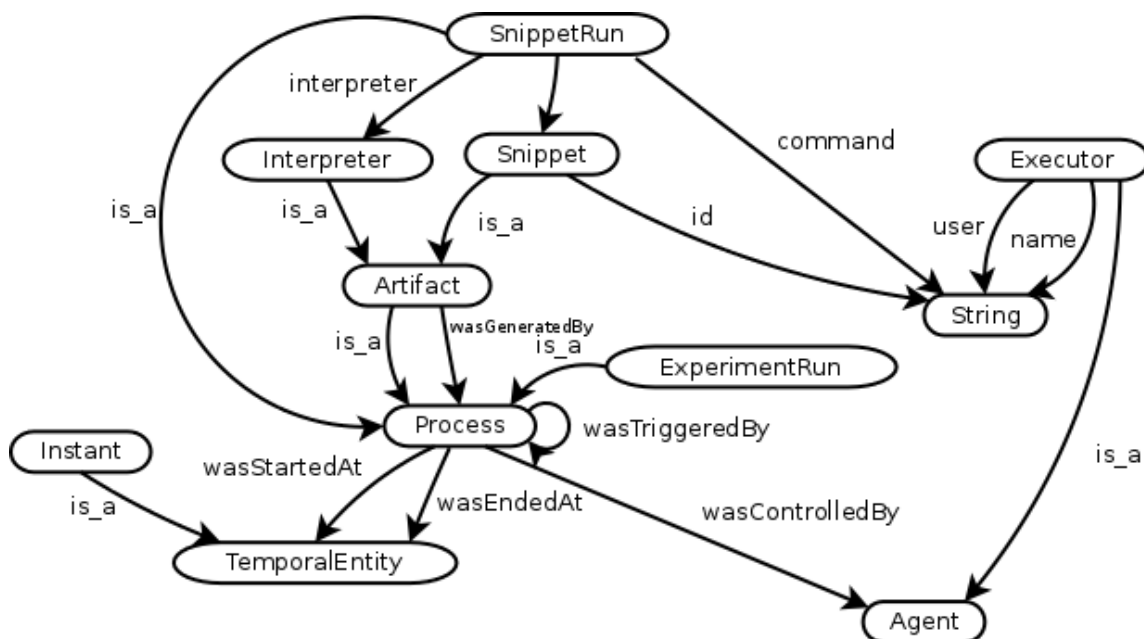 SnippetRun
interpreter
command
Interpreter
Snippet
Executor
is_a
is_a
is_a
id
user
name
Artifact
String
wasGeneratedBy
is_a
is_a
ExperimentRun
Process
wasTriggeredBy
Instant
wasStartedAt
is_a
is_a
wasEndedAt
wasControlledBy
TemporalEntity
Agent